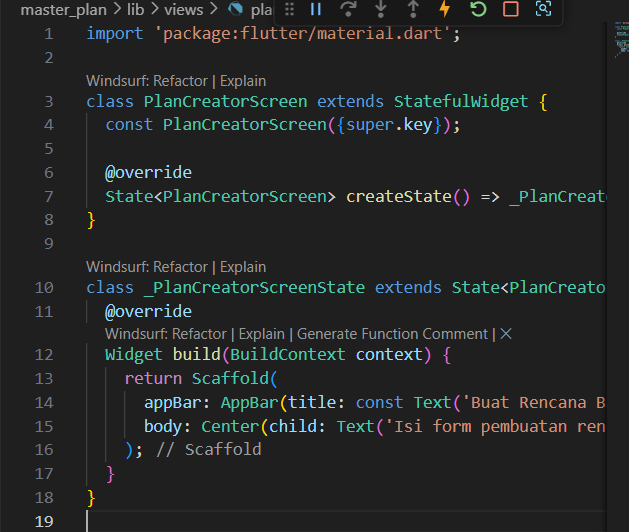 master_plan > lib > views > pla
1 import 'package:flutter/material.dart';
2
Windsurf: Refactor | Explain
3 class PlanCreatorScreen extends StatefulWidget {
4 const PlanCreatorScreen({super.key});
5
6 @override
7 State<PlanCreatorScreen> createState() => _PlanCreat
8 }
9
Windsurf: Refactor | Explain
10 class _PlanCreatorScreenState extends State<PlanCreato
11 @override
Windsurf: Refactor | Explain | Generate Function Comment | ×
12 Widget build(BuildContext context) {
13 return Scaffold(
14 appBar: AppBar(title: const Text('Buat Rencana B
15 body: Center(child: Text('Isi form pembuatan ren
16 ); // Scaffold
17 }
18 }
19